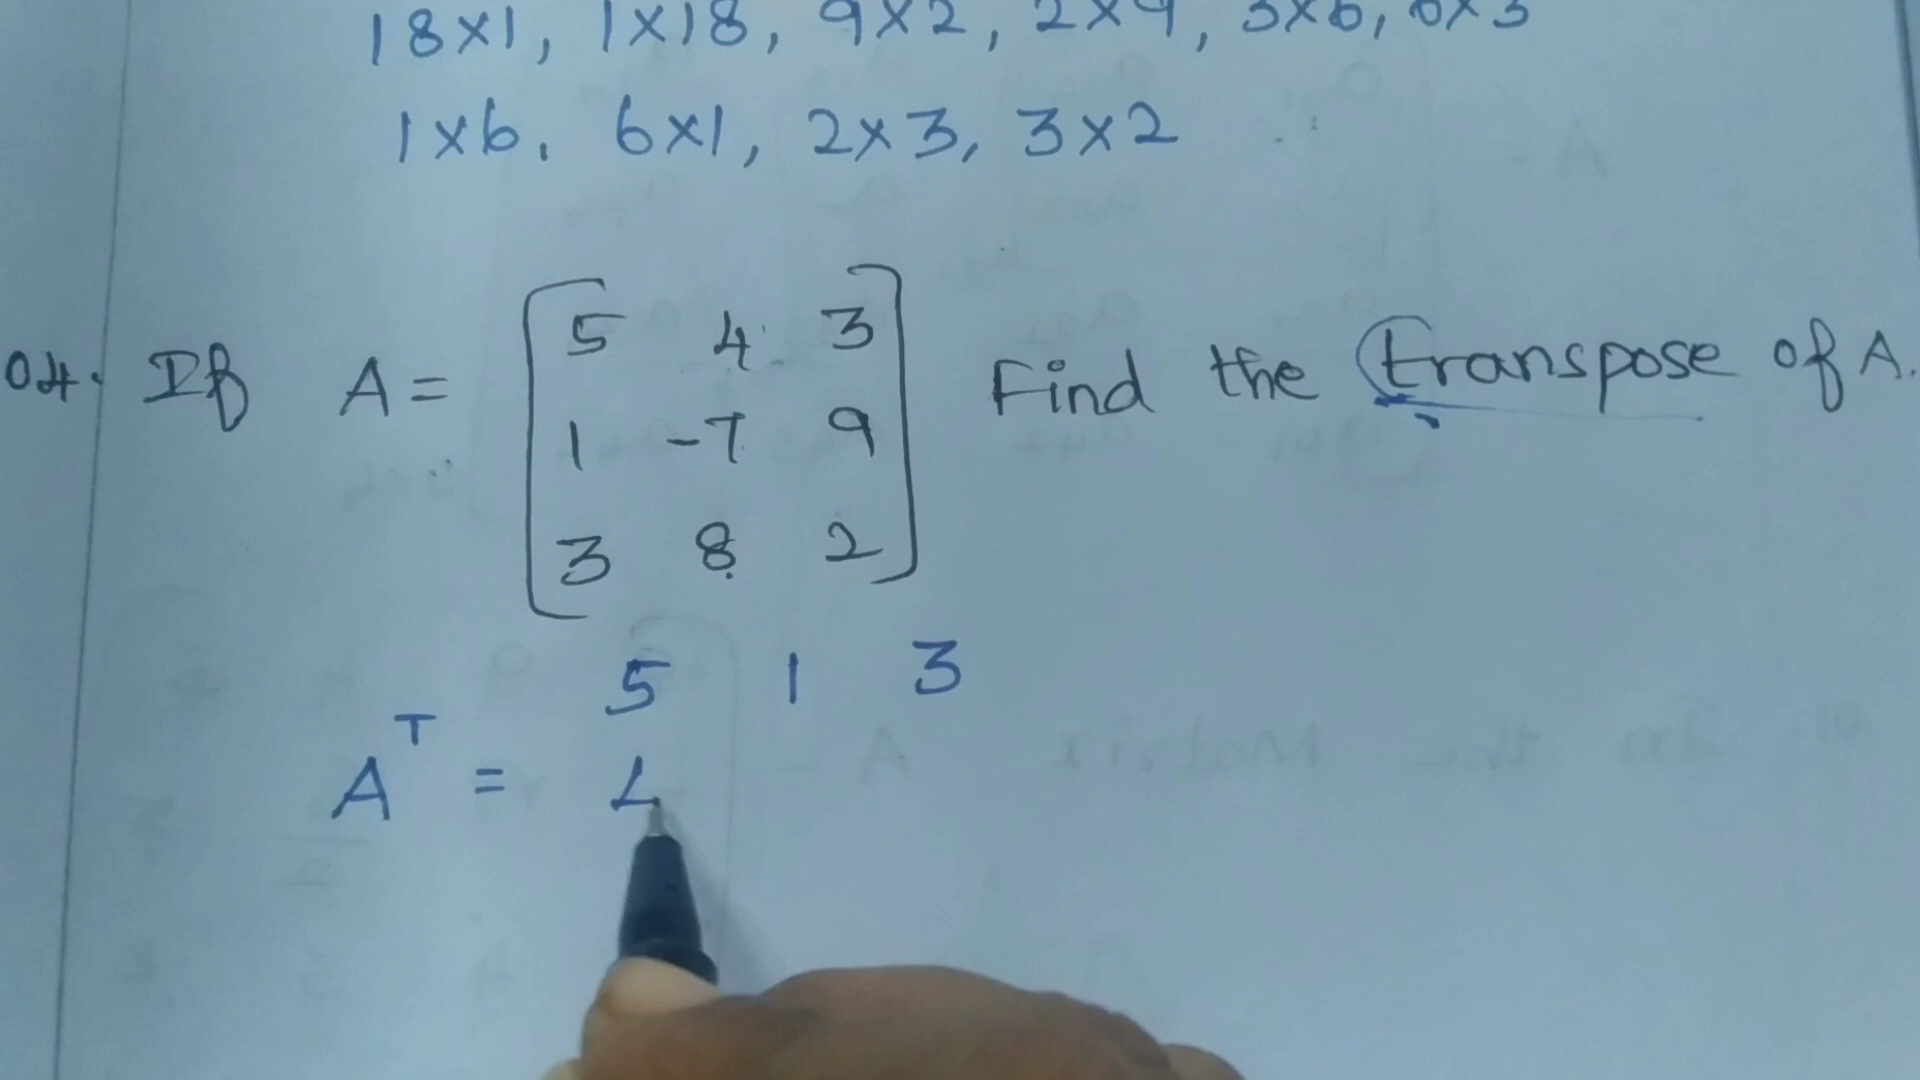 18×1, 1×18, 9×2, 2×9, 3×6, 6×3
1×6, 6×1, 2×3, 3×2
04. If A = [5 4 3
1 -7 9
3 8 2] Find the transpose of A.
5 1 3
A^T = 4